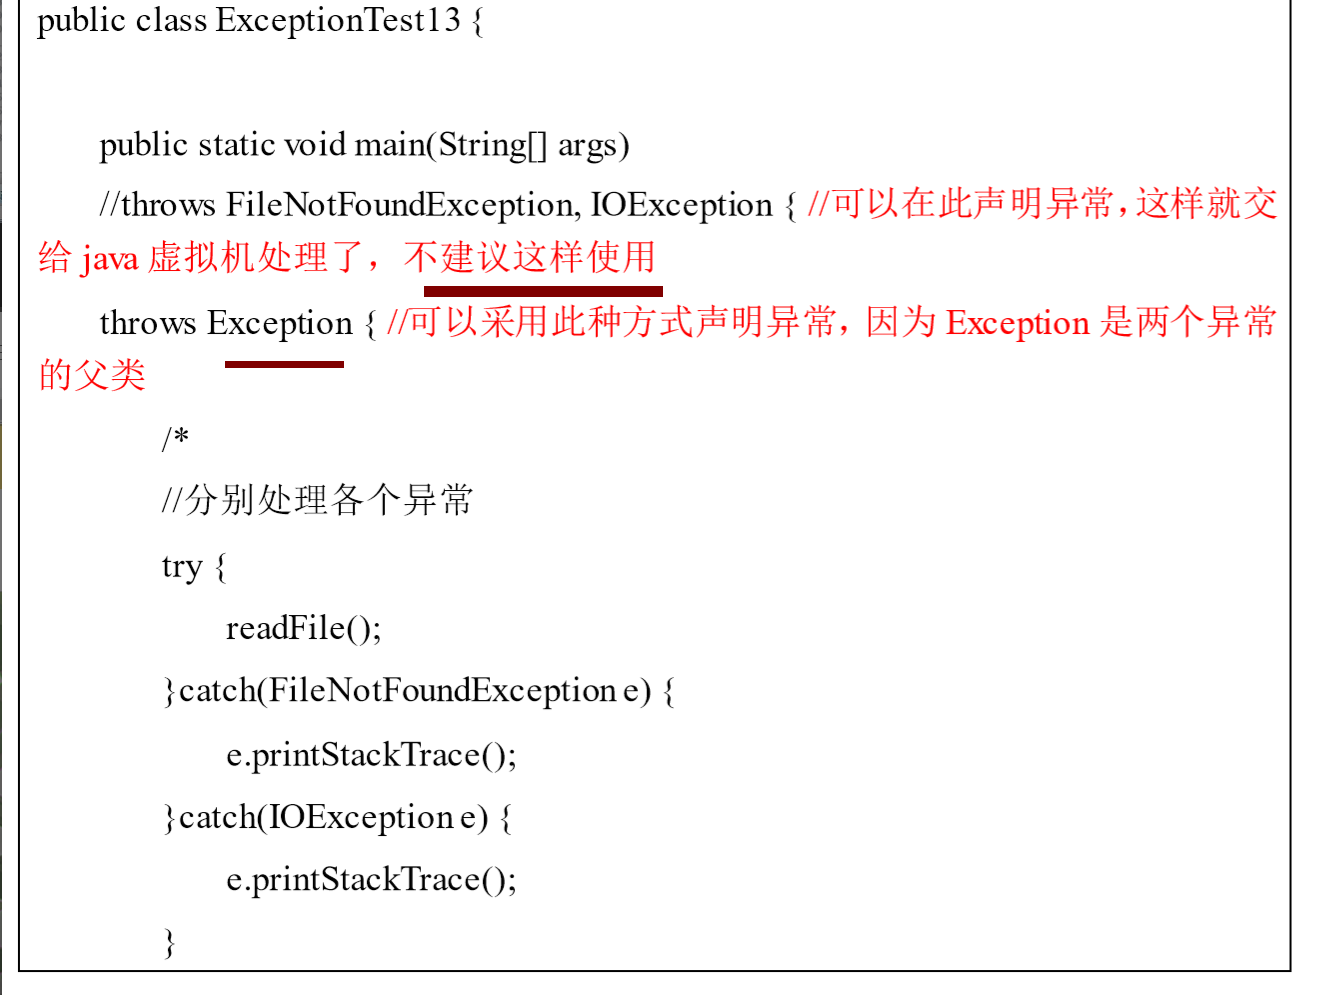 public class ExceptionTest13 {
public static void main(String[] args)
//throws FileNotFoundException, IOException { //可以在此声明异常，这样就交
给 java 虚拟机处理了，不建议这样使用
throws Exception { //可以采用此种方式声明异常，因为 Exception 是两个异常
的父类
/*
//分别处理各个异常
try {
readFile();
}catch(FileNotFoundException e) {
e.printStackTrace();
}catch(IOException e) {
e.printStackTrace();
}